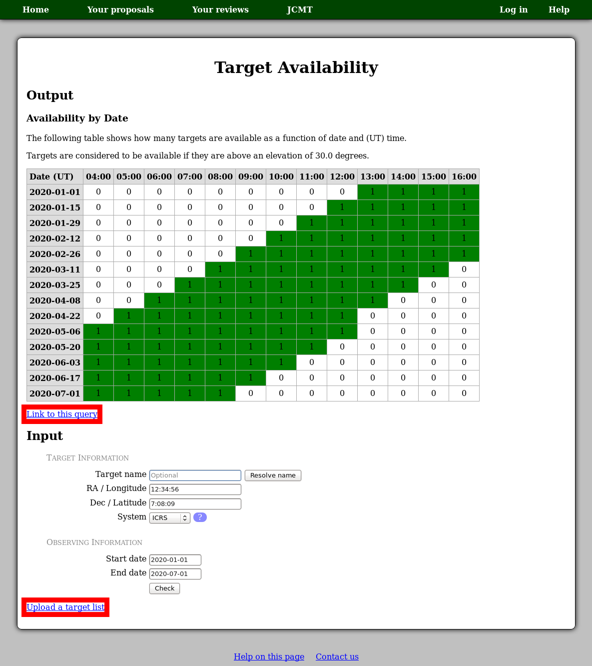 Home Your proposals Your reviews JCMT Log in Help
Target Availability
Output
Availability by Date
The following table shows how many targets are available as a function of date and (UT) time.
Targets are considered to be available if they are above an elevation of 30.0 degrees.
Date (UT) 04:00 05:00 06:00 07:00 08:00 09:00 10:00 11:00 12:00 13:00 14:00 15:00 16:00
2020-01-01 0 0 0 0 0 0 0 0 0 1 1 1 1
2020-01-15 0 0 0 0 0 0 0 0 1 1 1 1 1
2020-01-29 0 0 0 0 0 0 0 1 1 1 1 1 1
2020-02-12 0 0 0 0 0 0 1 1 1 1 1 1 1
2020-02-26 0 0 0 0 0 1 1 1 1 1 1 1 1
2020-03-11 0 0 0 0 1 1 1 1 1 1 1 1 0
2020-03-25 0 0 0 1 1 1 1 1 1 1 1 0 0
2020-04-08 0 0 1 1 1 1 1 1 1 1 0 0 0
2020-04-22 0 1 1 1 1 1 1 1 1 0 0 0 0
2020-05-06 1 1 1 1 1 1 1 1 1 0 0 0 0
2020-05-20 1 1 1 1 1 1 1 1 0 0 0 0 0
2020-06-03 1 1 1 1 1 1 1 0 0 0 0 0 0
2020-06-17 1 1 1 1 1 1 0 0 0 0 0 0 0
2020-07-01 1 1 1 1 1 0 0 0 0 0 0 0 0
Link to this query
Input
Target Information
Target name Optional Resolve name
RA / Longitude 12:34:56
Dec / Latitude 7:08:09
System ICRS ?
Observing Information
Start date 2020-01-01
End date 2020-07-01
Check
Upload a target list
Help on this page Contact us